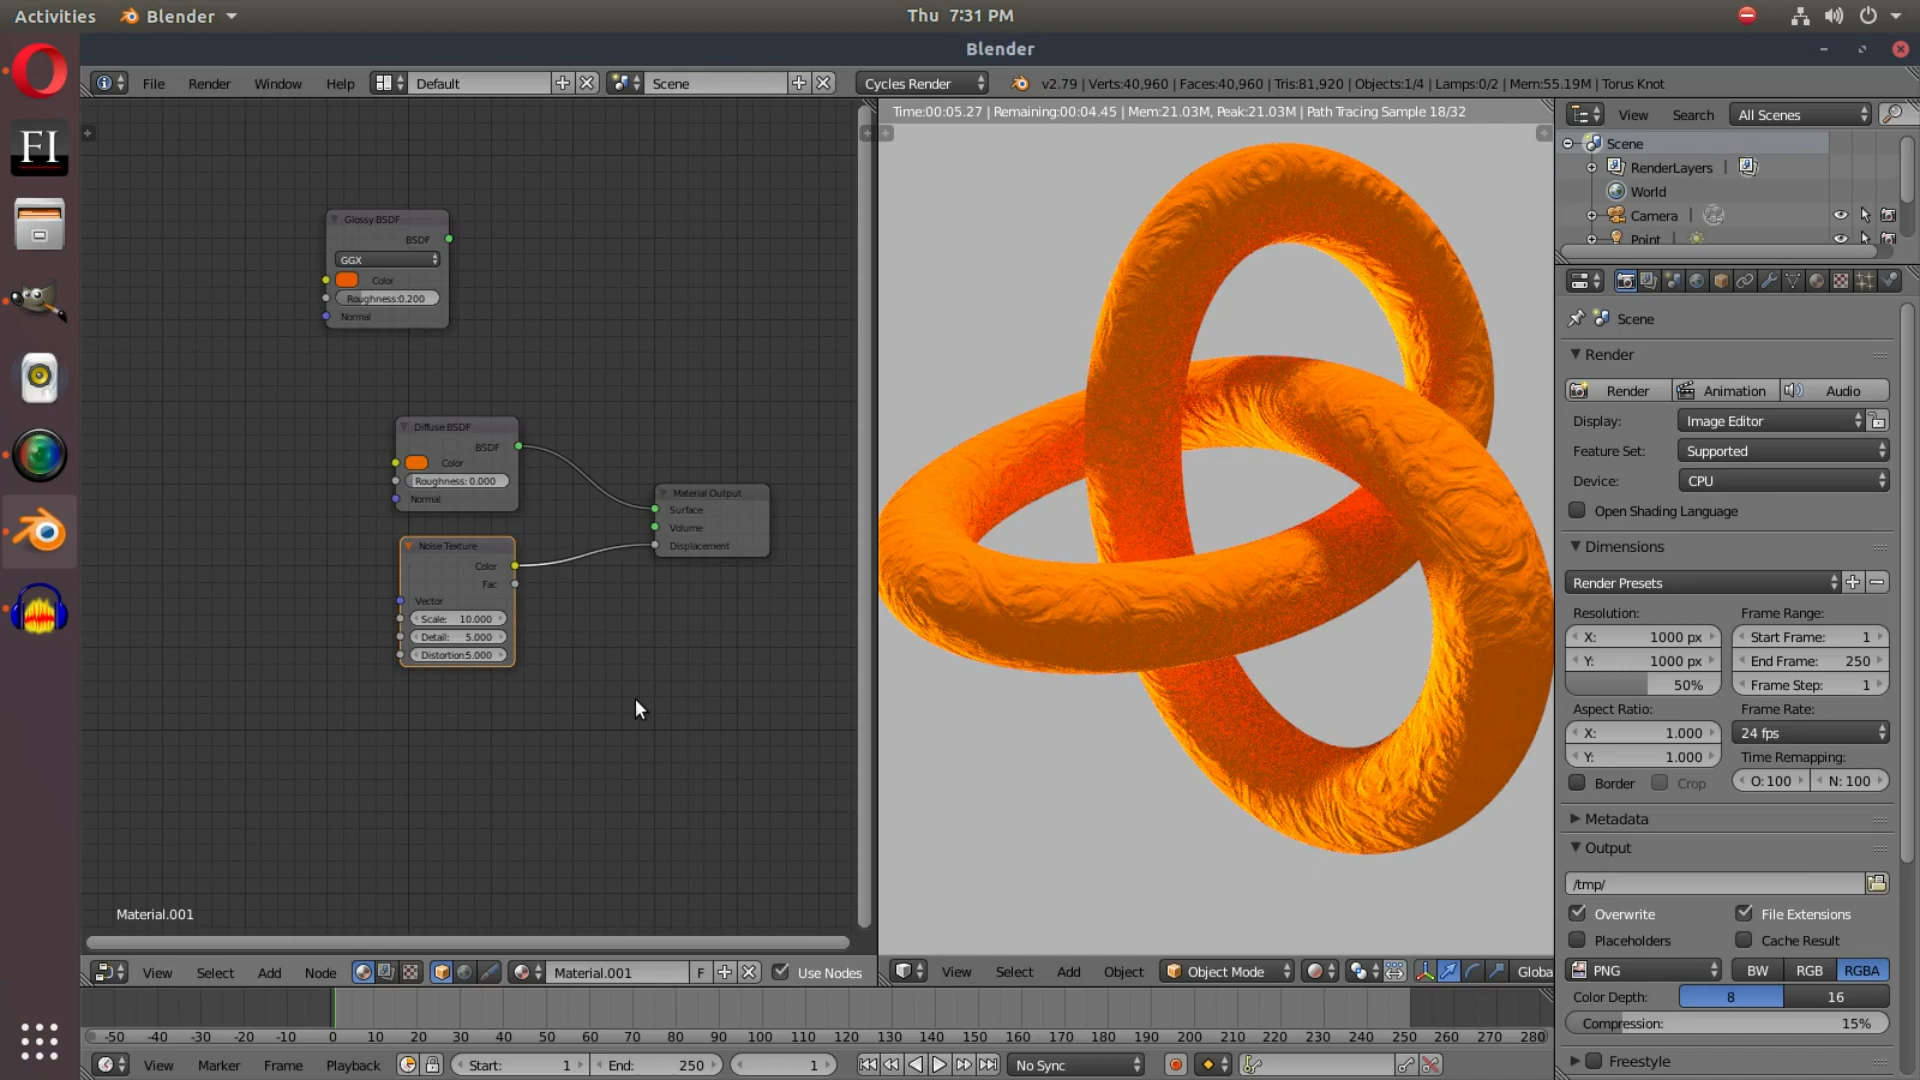 Activities Blender Thu 7:31 PM
Blender
File Render Window Help Default Scene Cycles Render v2.79 | Verts:40,960 | Faces:40,960 | Tris:81,920 | Objects:1/4 | Lamps:0/2 | Mem:55.19M | Torus Knot
Time:00:05.27 | Remaining:00:04.45 | Mem:21.03M, Peak:21.03M | Path Tracing Sample 18/32
View Search All Scenes
Scene
RenderLayers |
World
Camera |
Point
FI
Glossy BSDF
BSDF
GGX
Color
Roughness:0.200
Normal
Diffuse BSDF
BSDF
Color
Roughness: 0.000
Normal
Noise Texture
Color
Fac
Vector
Scale: 10.000
Detail: 5.000
Distortion:5.000
Material Output
Surface
Volume
Displacement
Material.001
View Select Add Node Material.001 F Use Nodes
View Select Add Object Object Mode Globa
Scene
Render
Render Animation Audio
Display: Image Editor
Feature Set: Supported
Device: CPU
Open Shading Language
Dimensions
Render Presets
Resolution: Frame Range:
X: 1000 px Start Frame: 1
Y: 1000 px End Frame: 250
50% Frame Step: 1
Aspect Ratio: Frame Rate:
X: 1.000 24 fps
Y: 1.000 Time Remapping:
Border Crop O:100 N: 100
Metadata
Output
/tmp/
Overwrite File Extensions
Placeholders Cache Result
PNG BW RGB RGBA
Color Depth: 8 16
Compression: 15%
Freestyle
-50 -40 -30 -20 -10 0 10 20 30 40 50 60 70 80 90 100 110 120 130 140 150 160 170 180 190 200 210 220 230 240 250 260 270 280
View Marker Frame Playback Start: 1 End: 250 1 No Sync